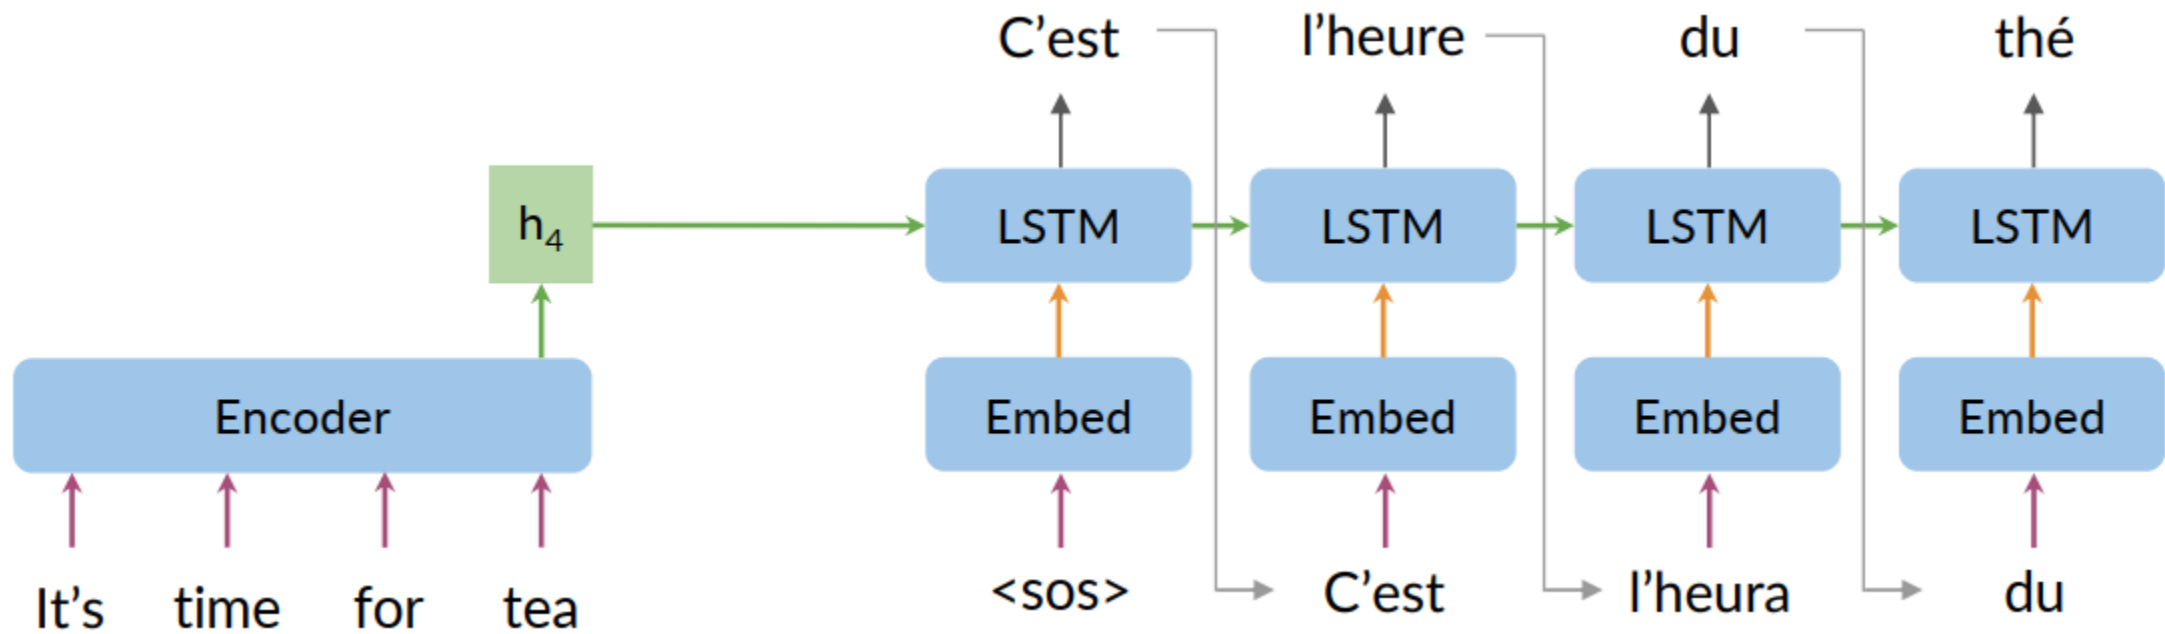 C’est l’heure du thé
h₄ LSTM LSTM LSTM LSTM
Encoder Embed Embed Embed Embed
It’s time for tea <sos> C’est l’heura du